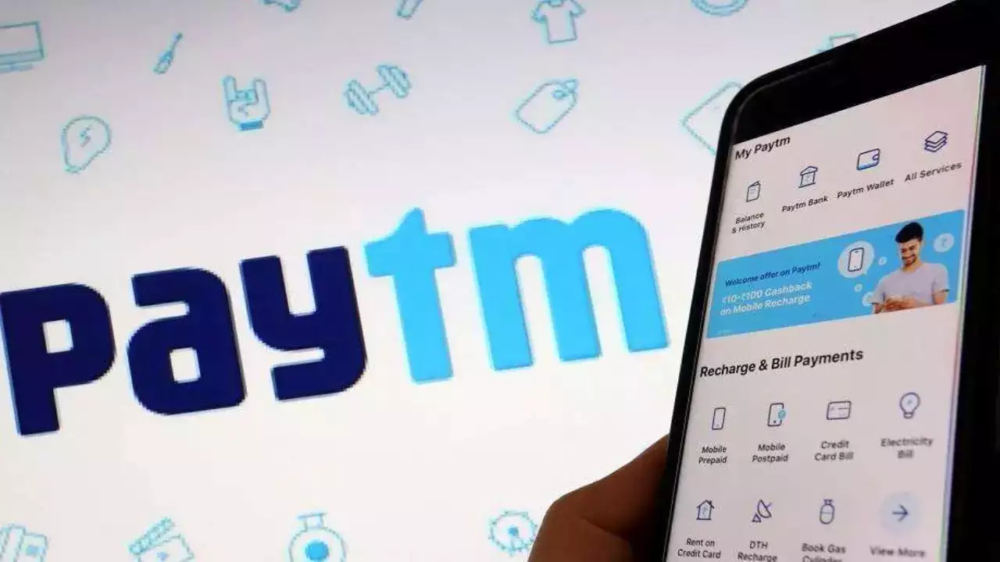 paytm
My Paytm
Balance
& History
Paytm Bank
Paytm Wallet
All Services
Welcome offer on Paytm!
₹10-₹100 Cashback
on Mobile Recharge
Recharge & Bill Payments
Mobile
Prepaid
Mobile
Postpaid
Credit
Card Bill
Electricity
Bill
Rent on
Credit Card
DTH
Recharge
Book Gas
Cylinder
View More